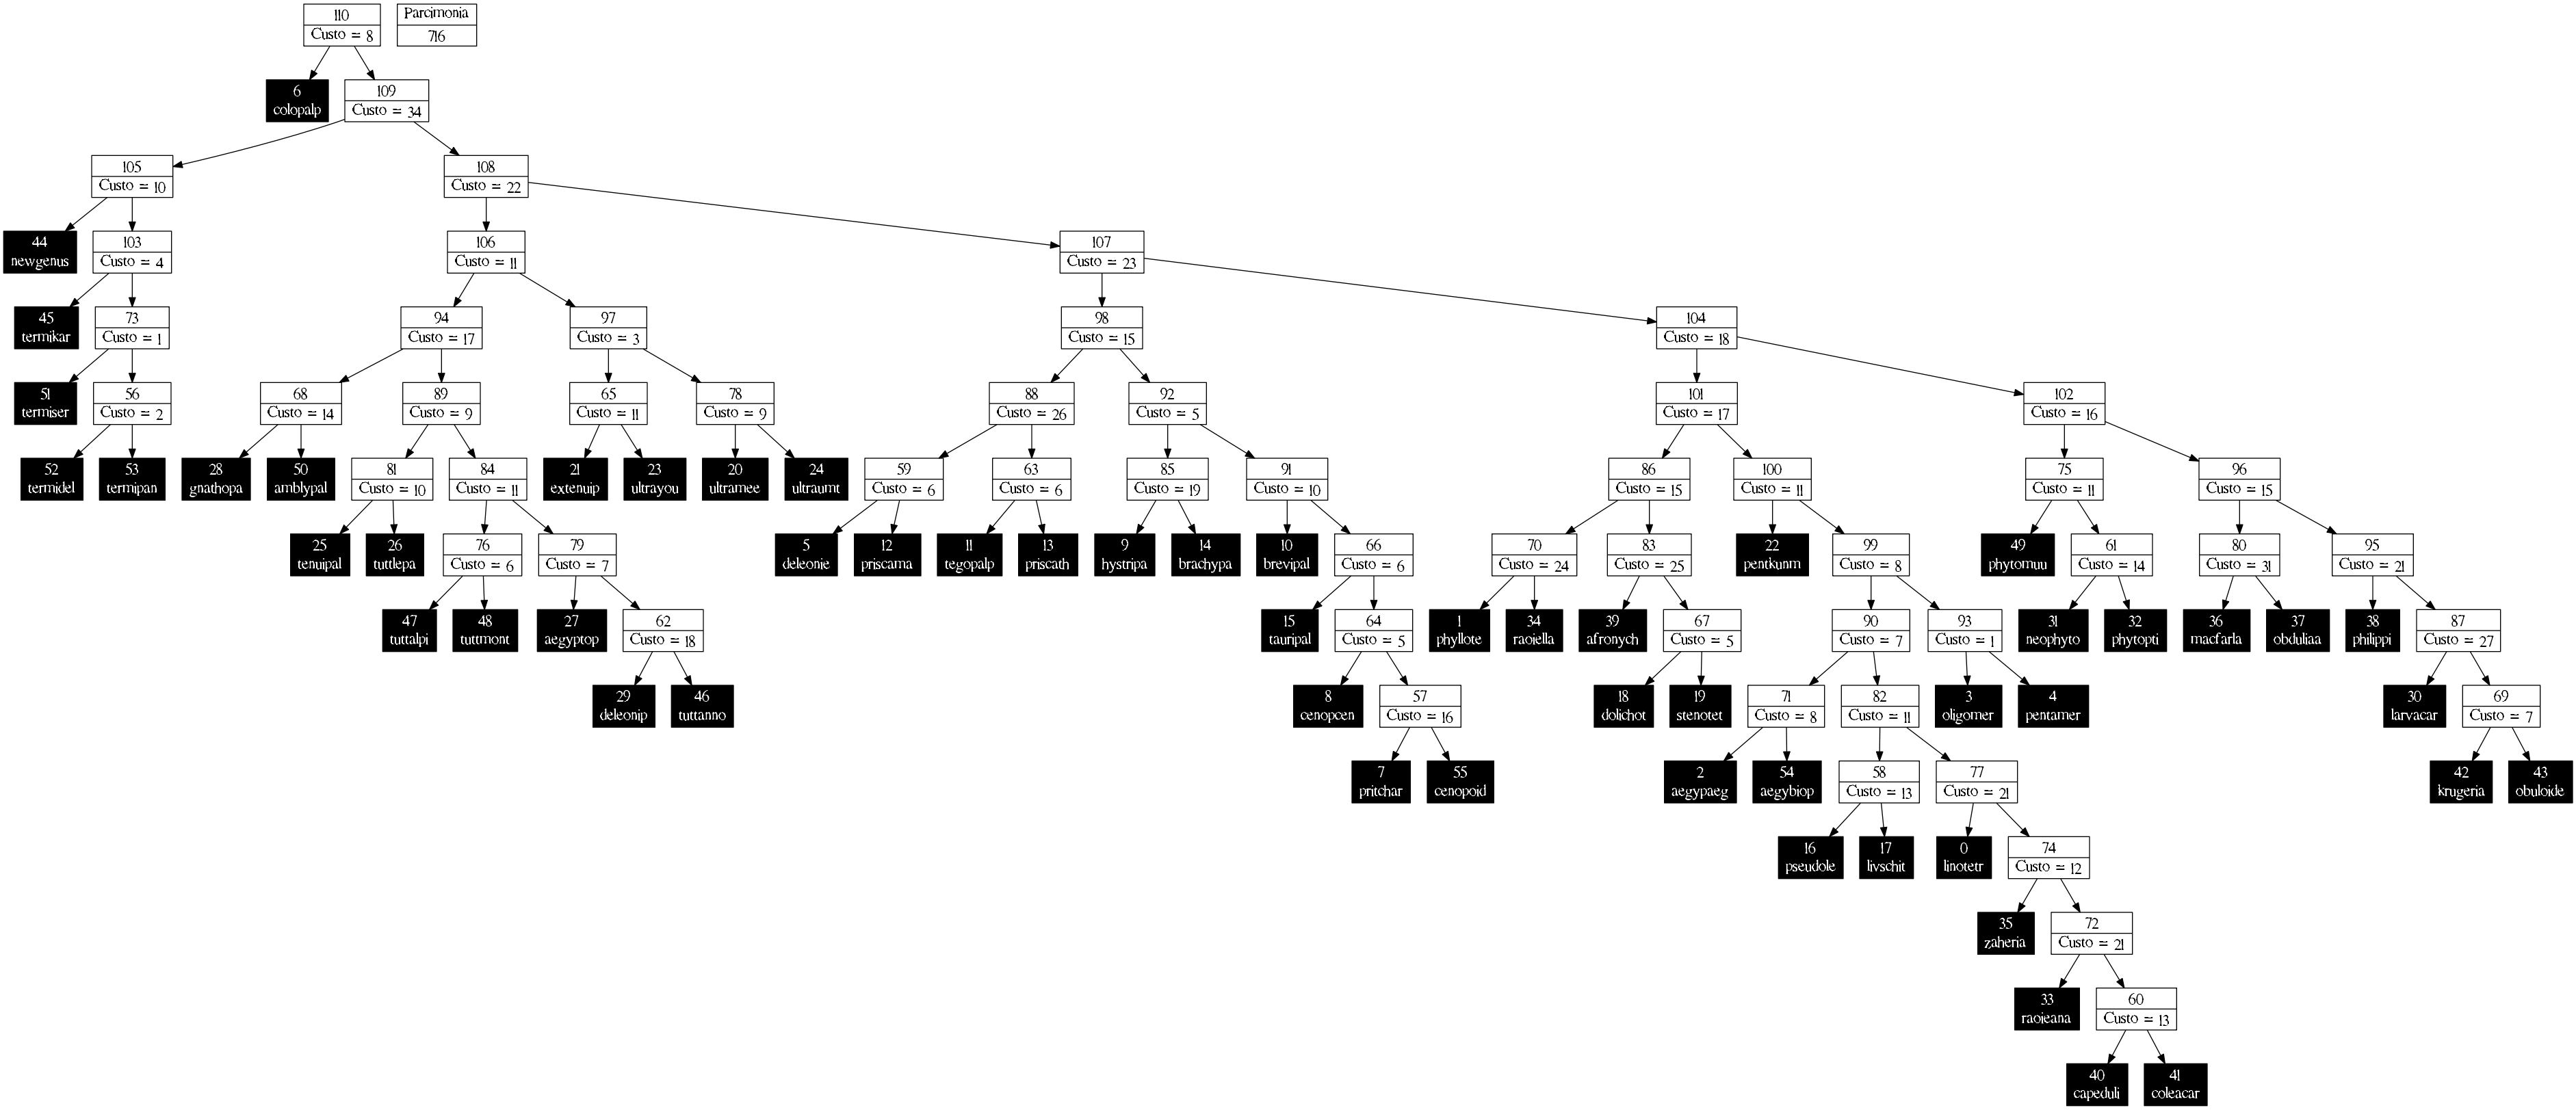 110
Custo = 8
Parcimonia
716
6
colopalp
109
Custo = 34
105
Custo = 10
108
Custo = 22
44
newgenus
103
Custo = 4
106
Custo = 11
107
Custo = 23
45
termikar
73
Custo = 1
94
Custo = 17
97
Custo = 3
98
Custo = 15
104
Custo = 18
51
termiser
56
Custo = 2
68
Custo = 14
89
Custo = 9
65
Custo = 11
78
Custo = 9
88
Custo = 26
92
Custo = 5
101
Custo = 17
102
Custo = 16
52
termidel
53
termipan
28
gnathopa
50
amblypal
81
Custo = 10
84
Custo = 11
21
extenuip
23
ultrayou
20
ultramee
24
ultraumt
59
Custo = 6
63
Custo = 6
85
Custo = 19
91
Custo = 10
86
Custo = 15
100
Custo = 11
75
Custo = 11
96
Custo = 15
25
tenuipal
26
tuttlepa
76
Custo = 6
79
Custo = 7
5
deleonie
12
priscama
11
tegopalp
13
priscath
9
hystripa
14
brachypa
10
brevipal
66
Custo = 6
70
Custo = 24
83
Custo = 25
22
pentkunm
99
Custo = 8
49
phytomuu
61
Custo = 14
80
Custo = 31
95
Custo = 21
47
tuttalpi
48
tuttmont
27
aegyptop
62
Custo = 18
15
tauripal
64
Custo = 5
1
phyllote
34
raoiella
39
afronych
67
Custo = 5
90
Custo = 7
93
Custo = 1
31
neophyto
32
phytopti
36
macfarla
37
obduliaa
38
philippi
87
Custo = 27
29
deleonip
46
tuttanno
8
cenopcen
57
Custo = 16
18
dolichot
19
stenotet
71
Custo = 8
82
Custo = 11
3
oligomer
4
pentamer
30
larvacar
69
Custo = 7
7
pritchar
55
cenopoid
2
aegypaeg
54
aegybiop
58
Custo = 13
77
Custo = 21
42
krugeria
43
obuloide
16
pseudole
17
livschit
0
linotetr
74
Custo = 12
35
zaheria
72
Custo = 21
33
raoieana
60
Custo = 13
40
capeduli
41
coleacar